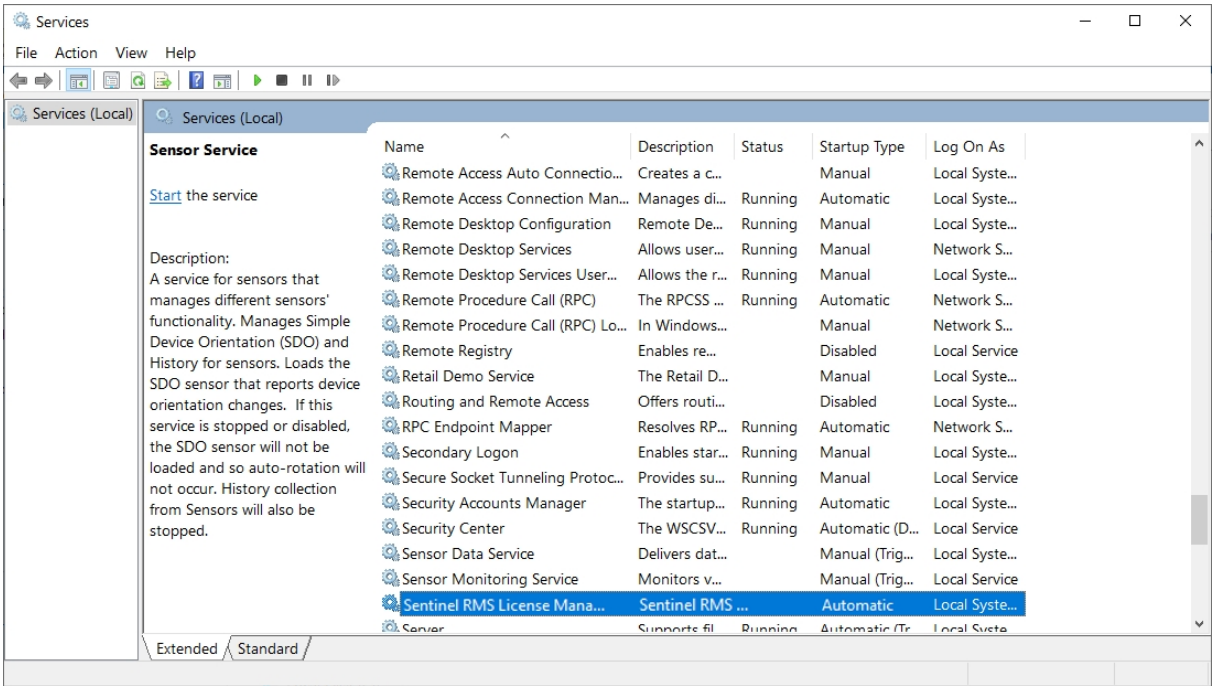 Services
File Action View Help
Services (Local)
Services (Local)
Sensor Service
Start the service
Description:
A service for sensors that
manages different sensors'
functionality. Manages Simple
Device Orientation (SDO) and
History for sensors. Loads the
SDO sensor that reports device
orientation changes. If this
service is stopped or disabled,
the SDO sensor will not be
loaded and so auto-rotation will
not occur. History collection
from Sensors will also be
stopped.
Name Description Status Startup Type Log On As
Remote Access Auto Connectio... Creates a c... Manual Local Syste...
Remote Access Connection Man... Manages di... Running Automatic Local Syste...
Remote Desktop Configuration Remote De... Running Manual Local Syste...
Remote Desktop Services Allows user... Running Manual Network S...
Remote Desktop Services User... Allows the r... Running Manual Local Syste...
Remote Procedure Call (RPC) The RPCSS ... Running Automatic Network S...
Remote Procedure Call (RPC) Lo... In Windows... Manual Network S...
Remote Registry Enables re... Disabled Local Service
Retail Demo Service The Retail D... Manual Local Syste...
Routing and Remote Access Offers routi... Disabled Local Syste...
RPC Endpoint Mapper Resolves RP... Running Automatic Network S...
Secondary Logon Enables star... Running Manual Local Syste...
Secure Socket Tunneling Protoc... Provides su... Running Manual Local Service
Security Accounts Manager The startup... Running Automatic Local Syste...
Security Center The WSCSV... Running Automatic (D... Local Service
Sensor Data Service Delivers dat... Manual (Trig... Local Syste...
Sensor Monitoring Service Monitors v... Manual (Trig... Local Service
Sentinel RMS License Mana... Sentinel RMS ... Automatic Local Syste...
Server Supports fil... Running Automatic (Tr... Local Syste...
Extended Standard